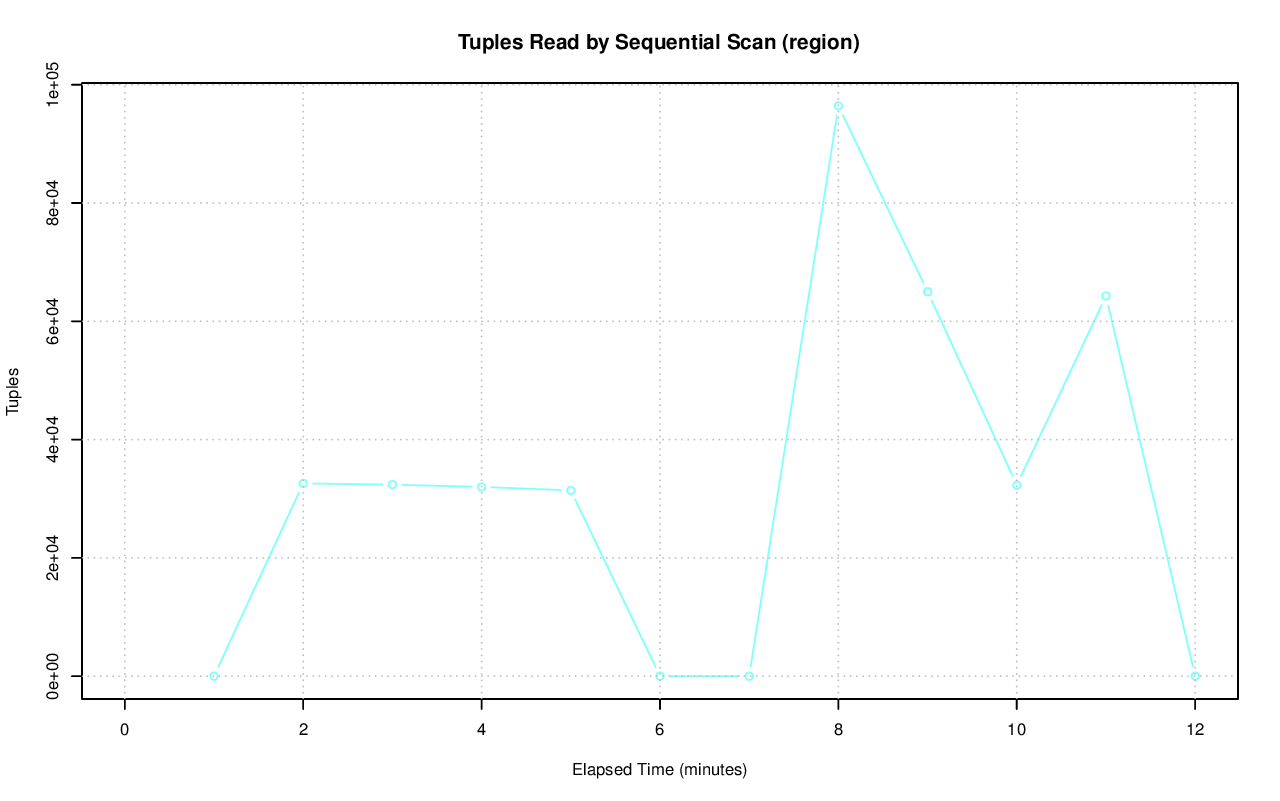 Tuples Read by Sequential Scan (region)
Tuples
1e+05
8e+04
6e+04
4e+04
2e+04
0e+00
0 2 4 6 8 10 12
Elapsed Time (minutes)